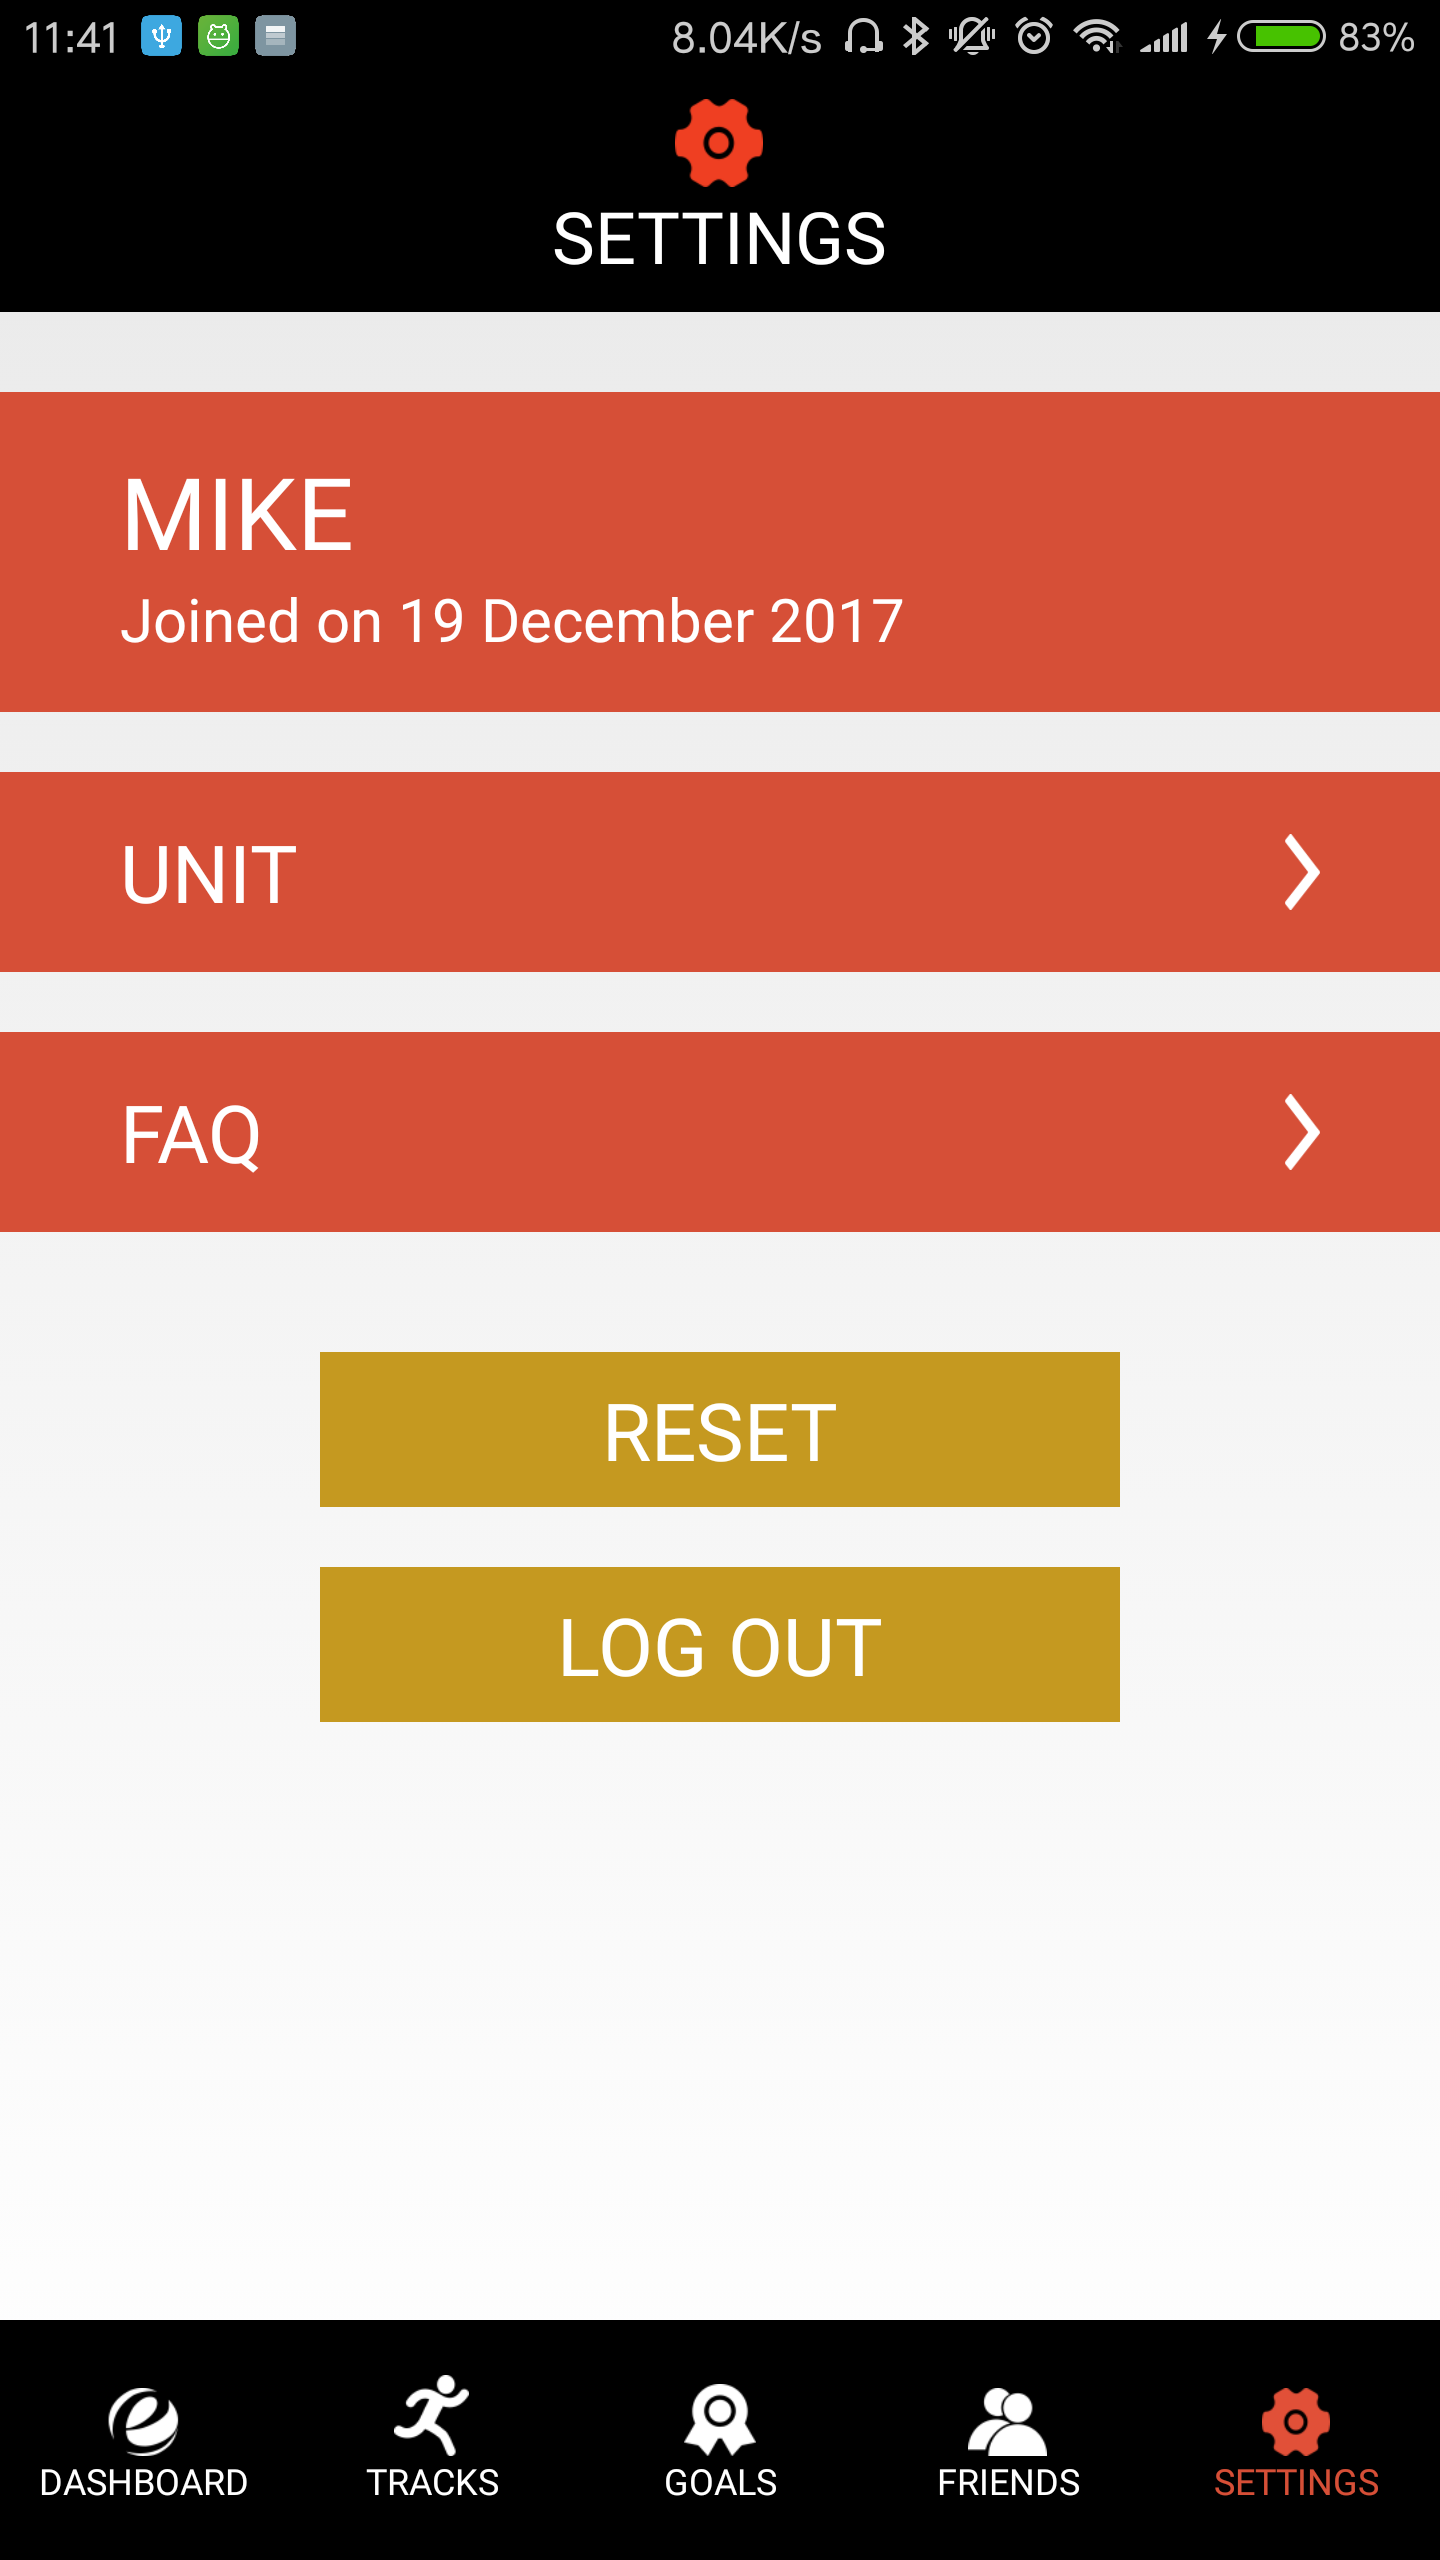 11:41 8.04K/s 83%
SETTINGS
MIKE
Joined on 19 December 2017
UNIT
FAQ
RESET
LOG OUT
DASHBOARD TRACKS GOALS FRIENDS SETTINGS